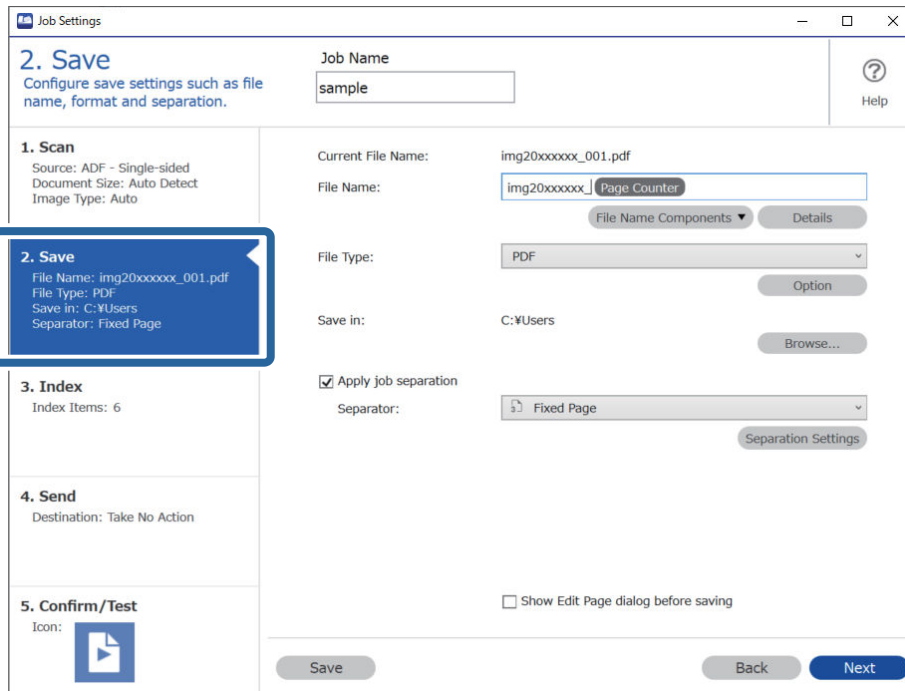 Job Settings
2. Save
Configure save settings such as file
name, format and separation.
Job Name
sample
Help
1. Scan
Source: ADF - Single-sided
Document Size: Auto Detect
Image Type: Auto
2. Save
File Name: img20xxxxxx_001.pdf
File Type: PDF
Save in: C:¥Users
Separator: Fixed Page
3. Index
Index Items: 6
4. Send
Destination: Take No Action
5. Confirm/Test
Icon:
Current File Name: img20xxxxxx_001.pdf
File Name: img20xxxxxx_ Page Counter
File Name Components ▼ Details
File Type: PDF
Option
Save in: C:¥Users
Browse...
Apply job separation
Separator: Fixed Page
Separation Settings
Show Edit Page dialog before saving
Save Back Next